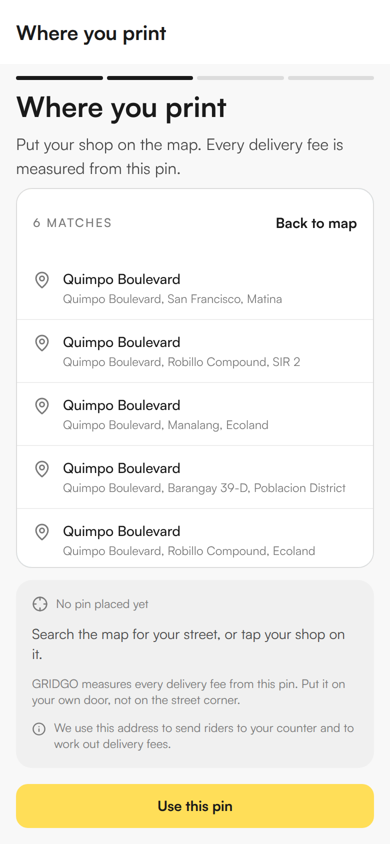 Where you print
Where you print
Put your shop on the map. Every delivery fee is
measured from this pin.
6 MATCHES
Back to map
Quimpo Boulevard
Quimpo Boulevard, San Francisco, Matina
Quimpo Boulevard
Quimpo Boulevard, Robillo Compound, SIR 2
Quimpo Boulevard
Quimpo Boulevard, Manalang, Ecoland
Quimpo Boulevard
Quimpo Boulevard, Barangay 39-D, Poblacion District
Quimpo Boulevard
Quimpo Boulevard, Robillo Compound, Ecoland
No pin placed yet
Search the map for your street, or tap your shop on
it.
GRIDGO measures every delivery fee from this pin. Put it on
your own door, not on the street corner.
We use this address to send riders to your counter and to
work out delivery fees.
Use this pin